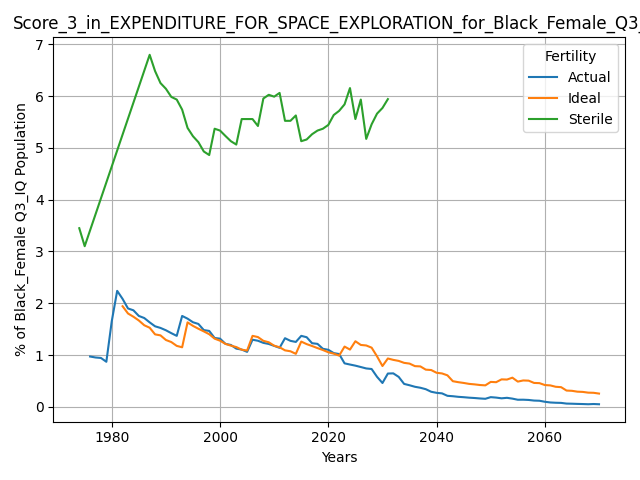 Score_3_in_EXPENDITURE_FOR_SPACE_EXPLORATION_for_Black_Female_Q3_
7
6
5
4
3
2
1
0
% of Black_Female Q3_IQ Population
Fertility
Actual
Ideal
Sterile
1980
2000
2020
2040
2060
Years